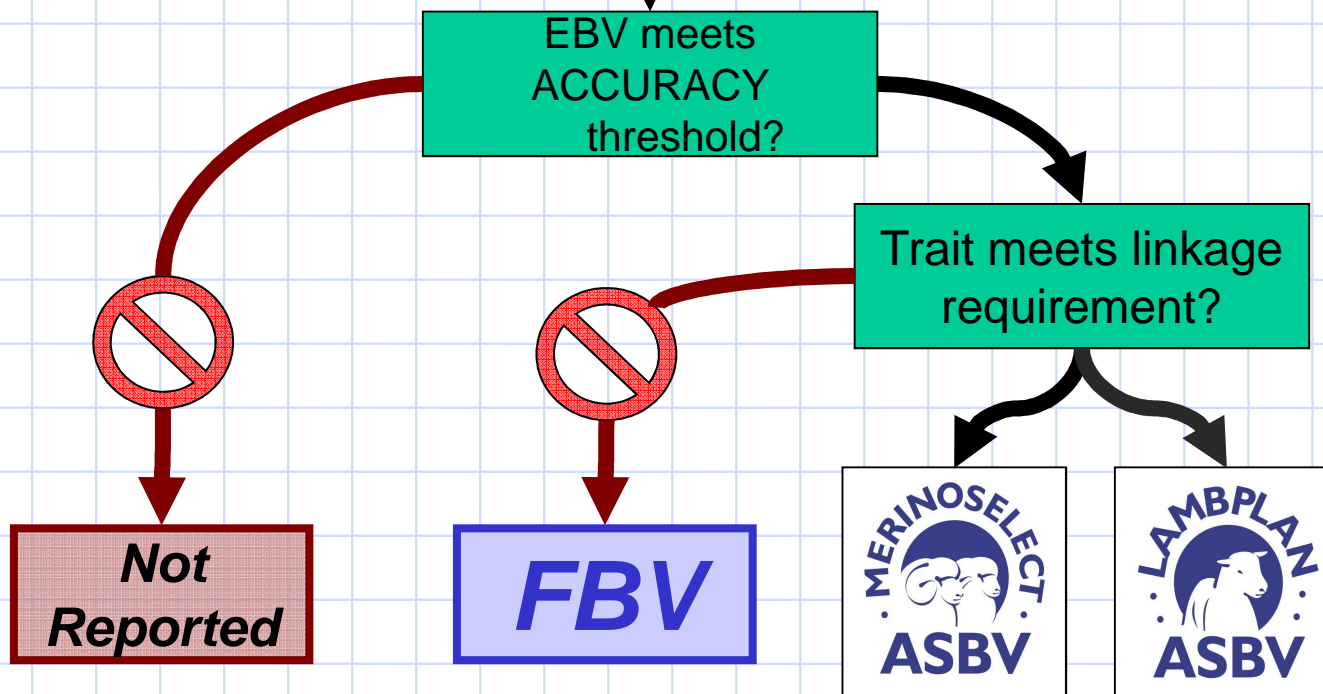 EBV meets
ACCURACY
threshold?
Trait meets linkage
requirement?
Not
Reported
FBV
MERINOSELECT
ASBV
LAMBPLAN
ASBV